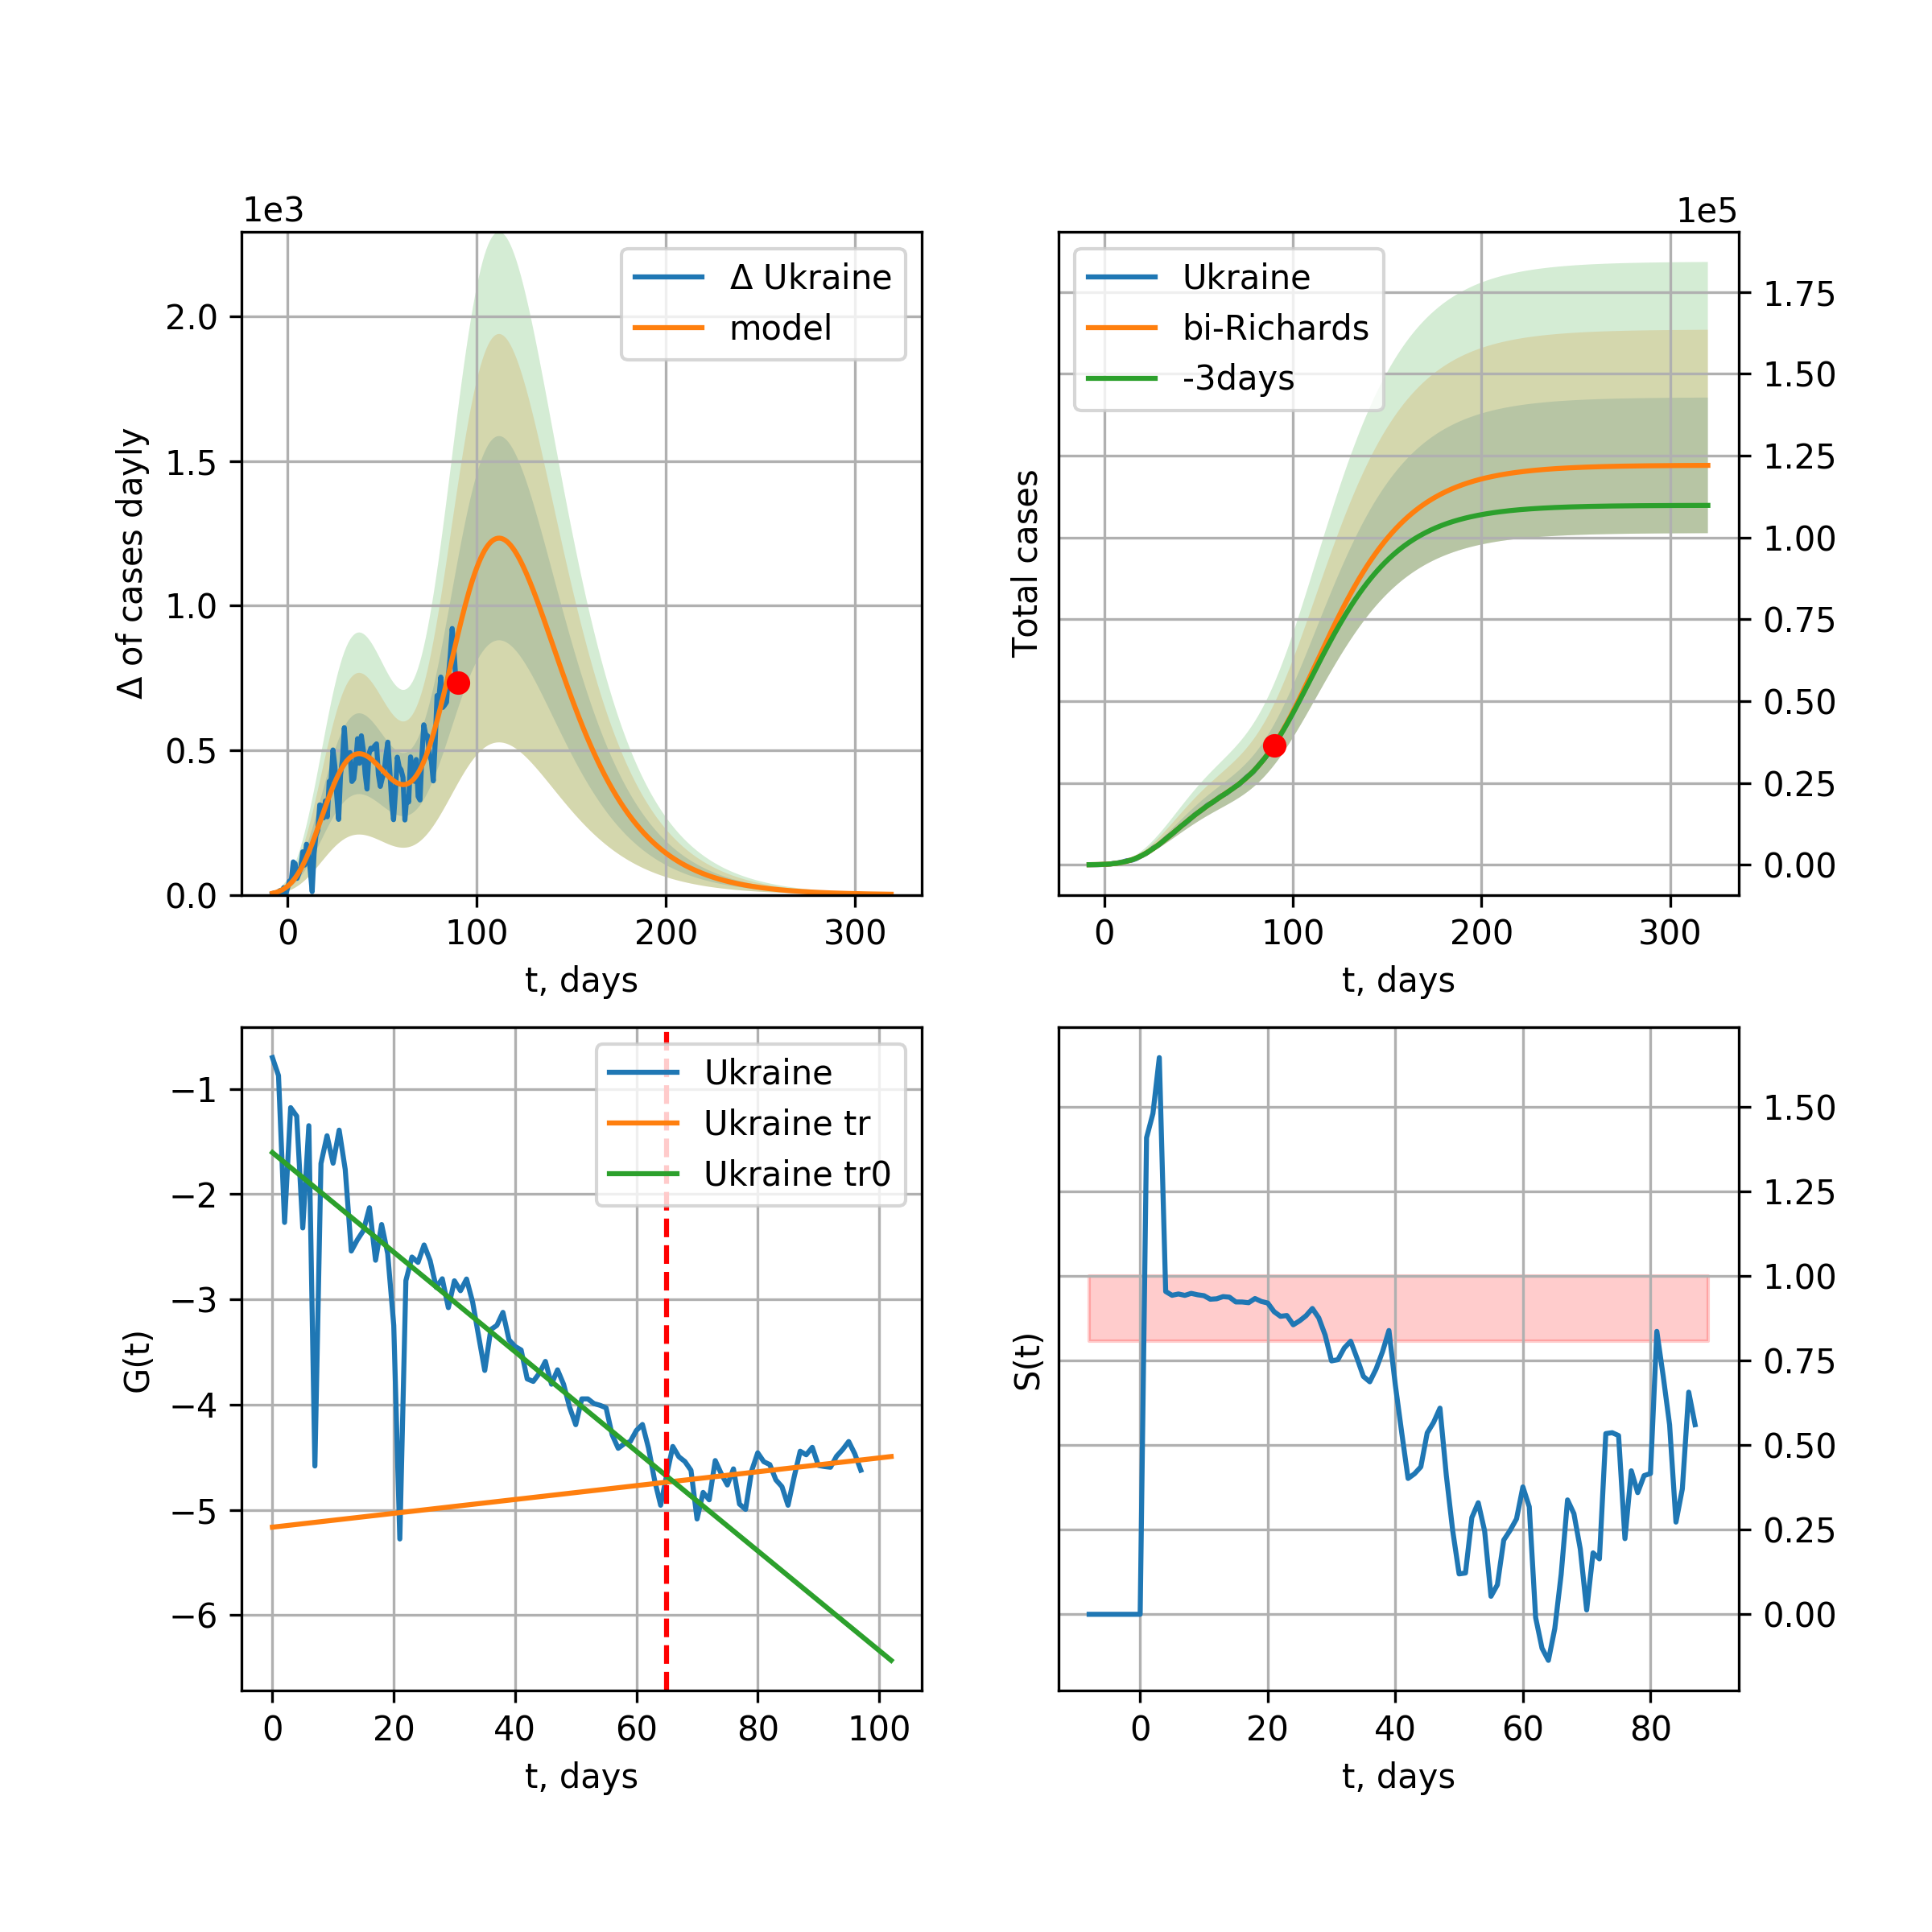 1e3
Δ of cases dayly
2.0
1.5
1.0
0.5
0.0
Δ Ukraine
model
0 100 200 300
t, days
1e5
Total cases
Ukraine
bi-Richards
-3days
1.75
1.50
1.25
1.00
0.75
0.50
0.25
0.00
0 100 200 300
t, days
G(t)
−1
−2
−3
−4
−5
−6
Ukraine
Ukraine tr
Ukraine tr0
0 20 40 60 80 100
t, days
S(t)
1.50
1.25
1.00
0.75
0.50
0.25
0.00
0 20 40 60 80
t, days